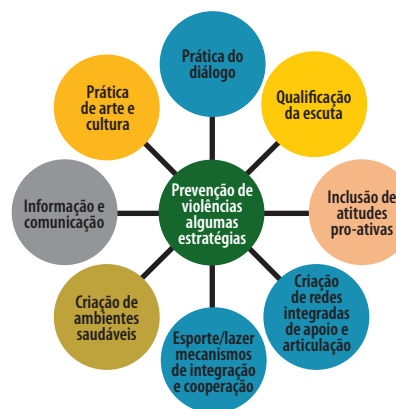 Prática do
diálogo
Qualificação
da escuta
Inclusão de
atitudes
pro-ativas
Criação
de redes
integradas
de apoio e
articulação
Esporte/lazer
mecanismos
de integração
e cooperação
Criação de
ambientes
saudáveis
Informação e
comunicação
Prática
de arte e
cultura
Prevenção de
violências
algumas
estratégias